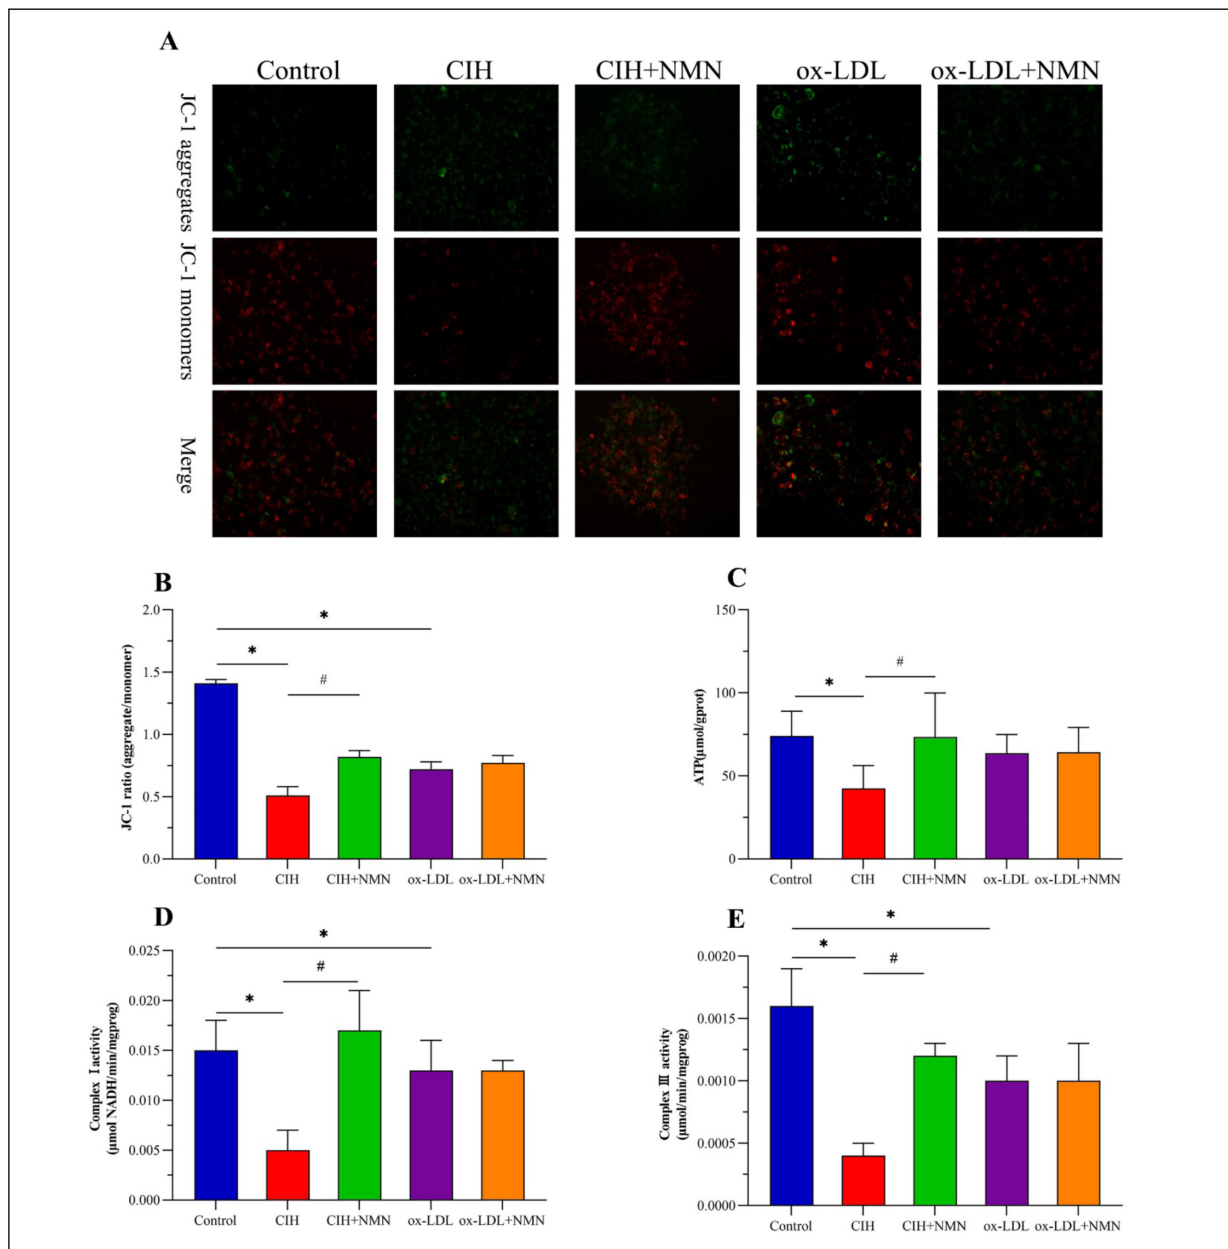 A
Control CIH CIH+NMN ox-LDL ox-LDL+NMN
JC-1 aggregates
JC-1 monomers
Merge
B
JC-1 ratio (aggregate/monomer)
2.0
1.5
1.0
0.5
0.0
*
*
#
Control CIH CIH+NMN ox-LDL ox-LDL+NMN
C
ATP(μmol/gprot)
150
100
50
0
*
#
Control CIH CIH+NMN ox-LDL ox-LDL+NMN
D
Complex Ⅰ activity
(μmol NADH/min/mgprog)
0.025
0.020
0.015
0.010
0.005
0.000
*
#
*
Control CIH CIH+NMN ox-LDL ox-LDL+NMN
E
Complex Ⅲ activity
(μmol/min/mgprog)
0.0020
0.0015
0.0010
0.0005
0.0000
*
*
#
Control CIH CIH+NMN ox-LDL ox-LDL+NMN